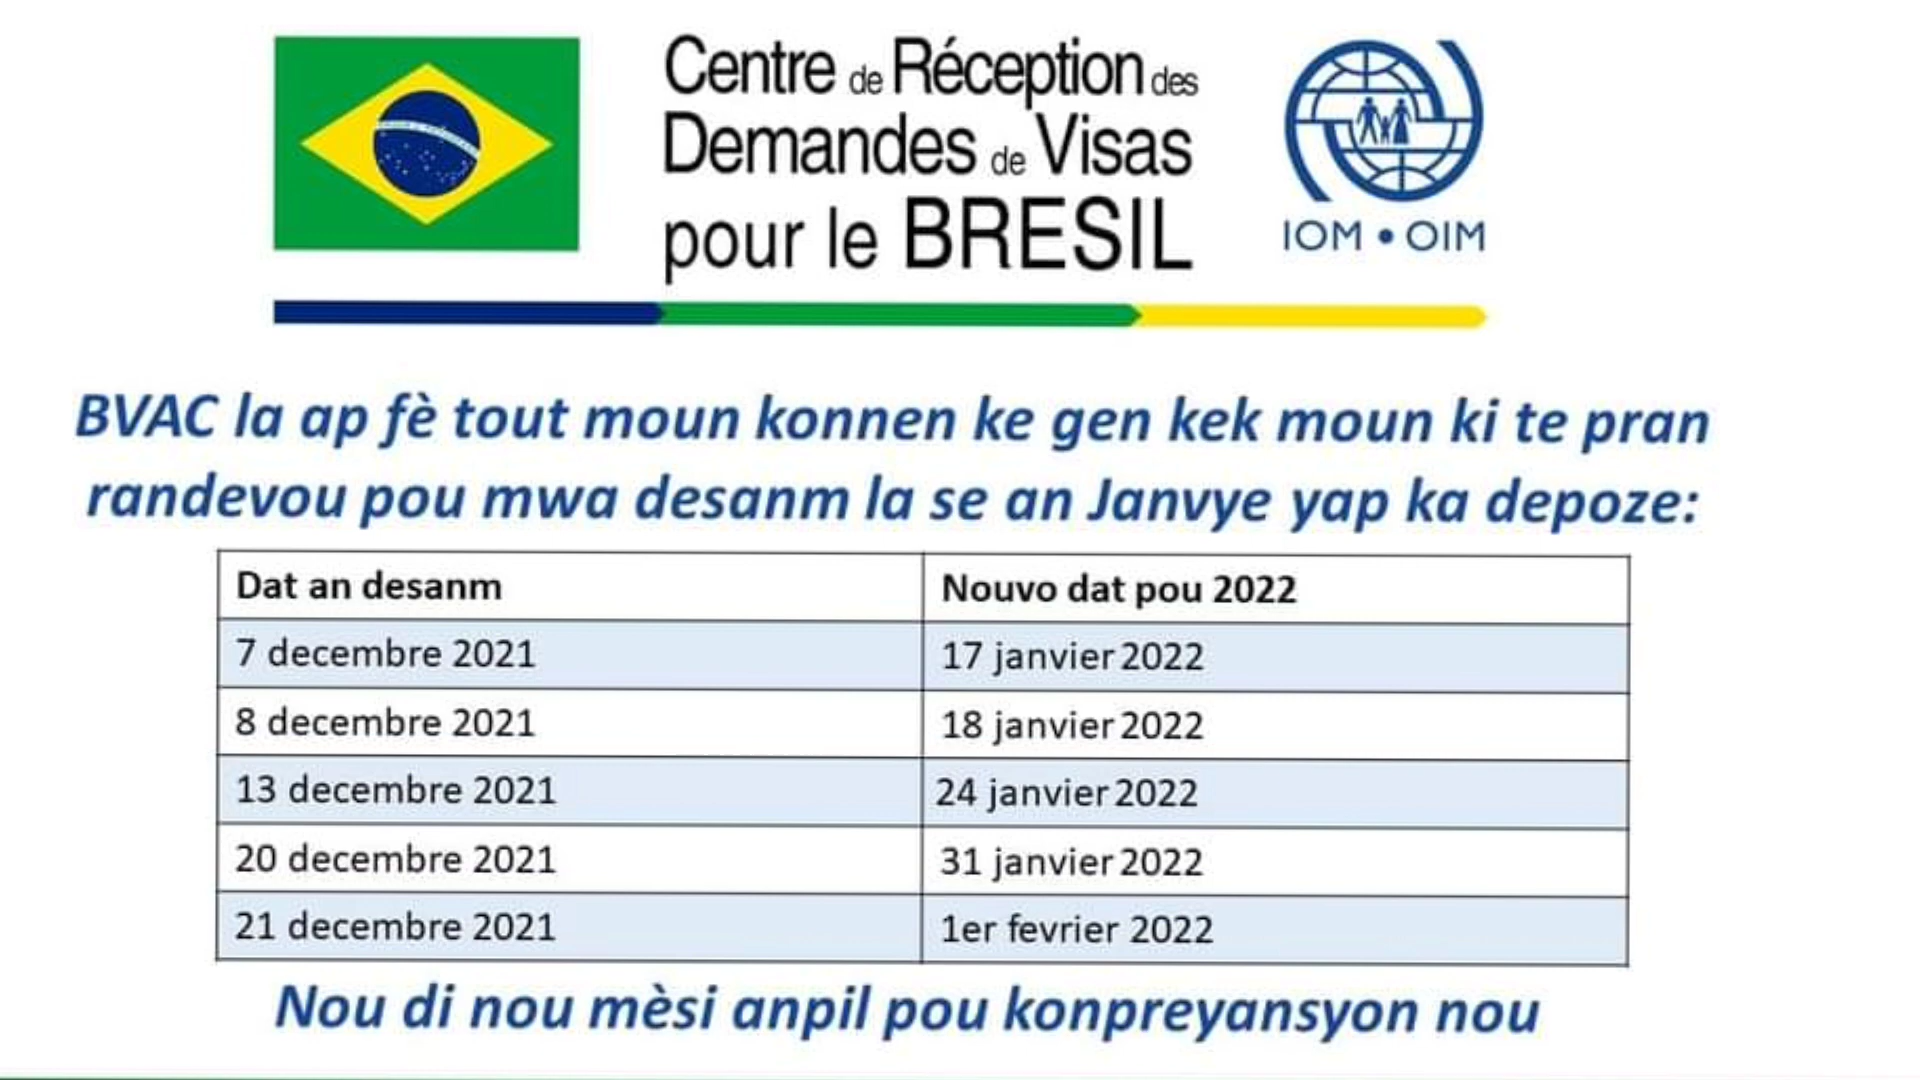 Centre de Réception des
Demandes de Visas
pour le BRESIL
IOM • OIM
BVAC la ap fè tout moun konnen ke gen kek moun ki te pran
randevou pou mwa desanm la se an Janvye yap ka depoze:
Dat an desanm Nouvo dat pou 2022
7 decembre 2021 17 janvier 2022
8 decembre 2021 18 janvier 2022
13 decembre 2021 24 janvier 2022
20 decembre 2021 31 janvier 2022
21 decembre 2021 1er fevrier 2022
Nou di nou mèsi anpil pou konpreyansyon nou